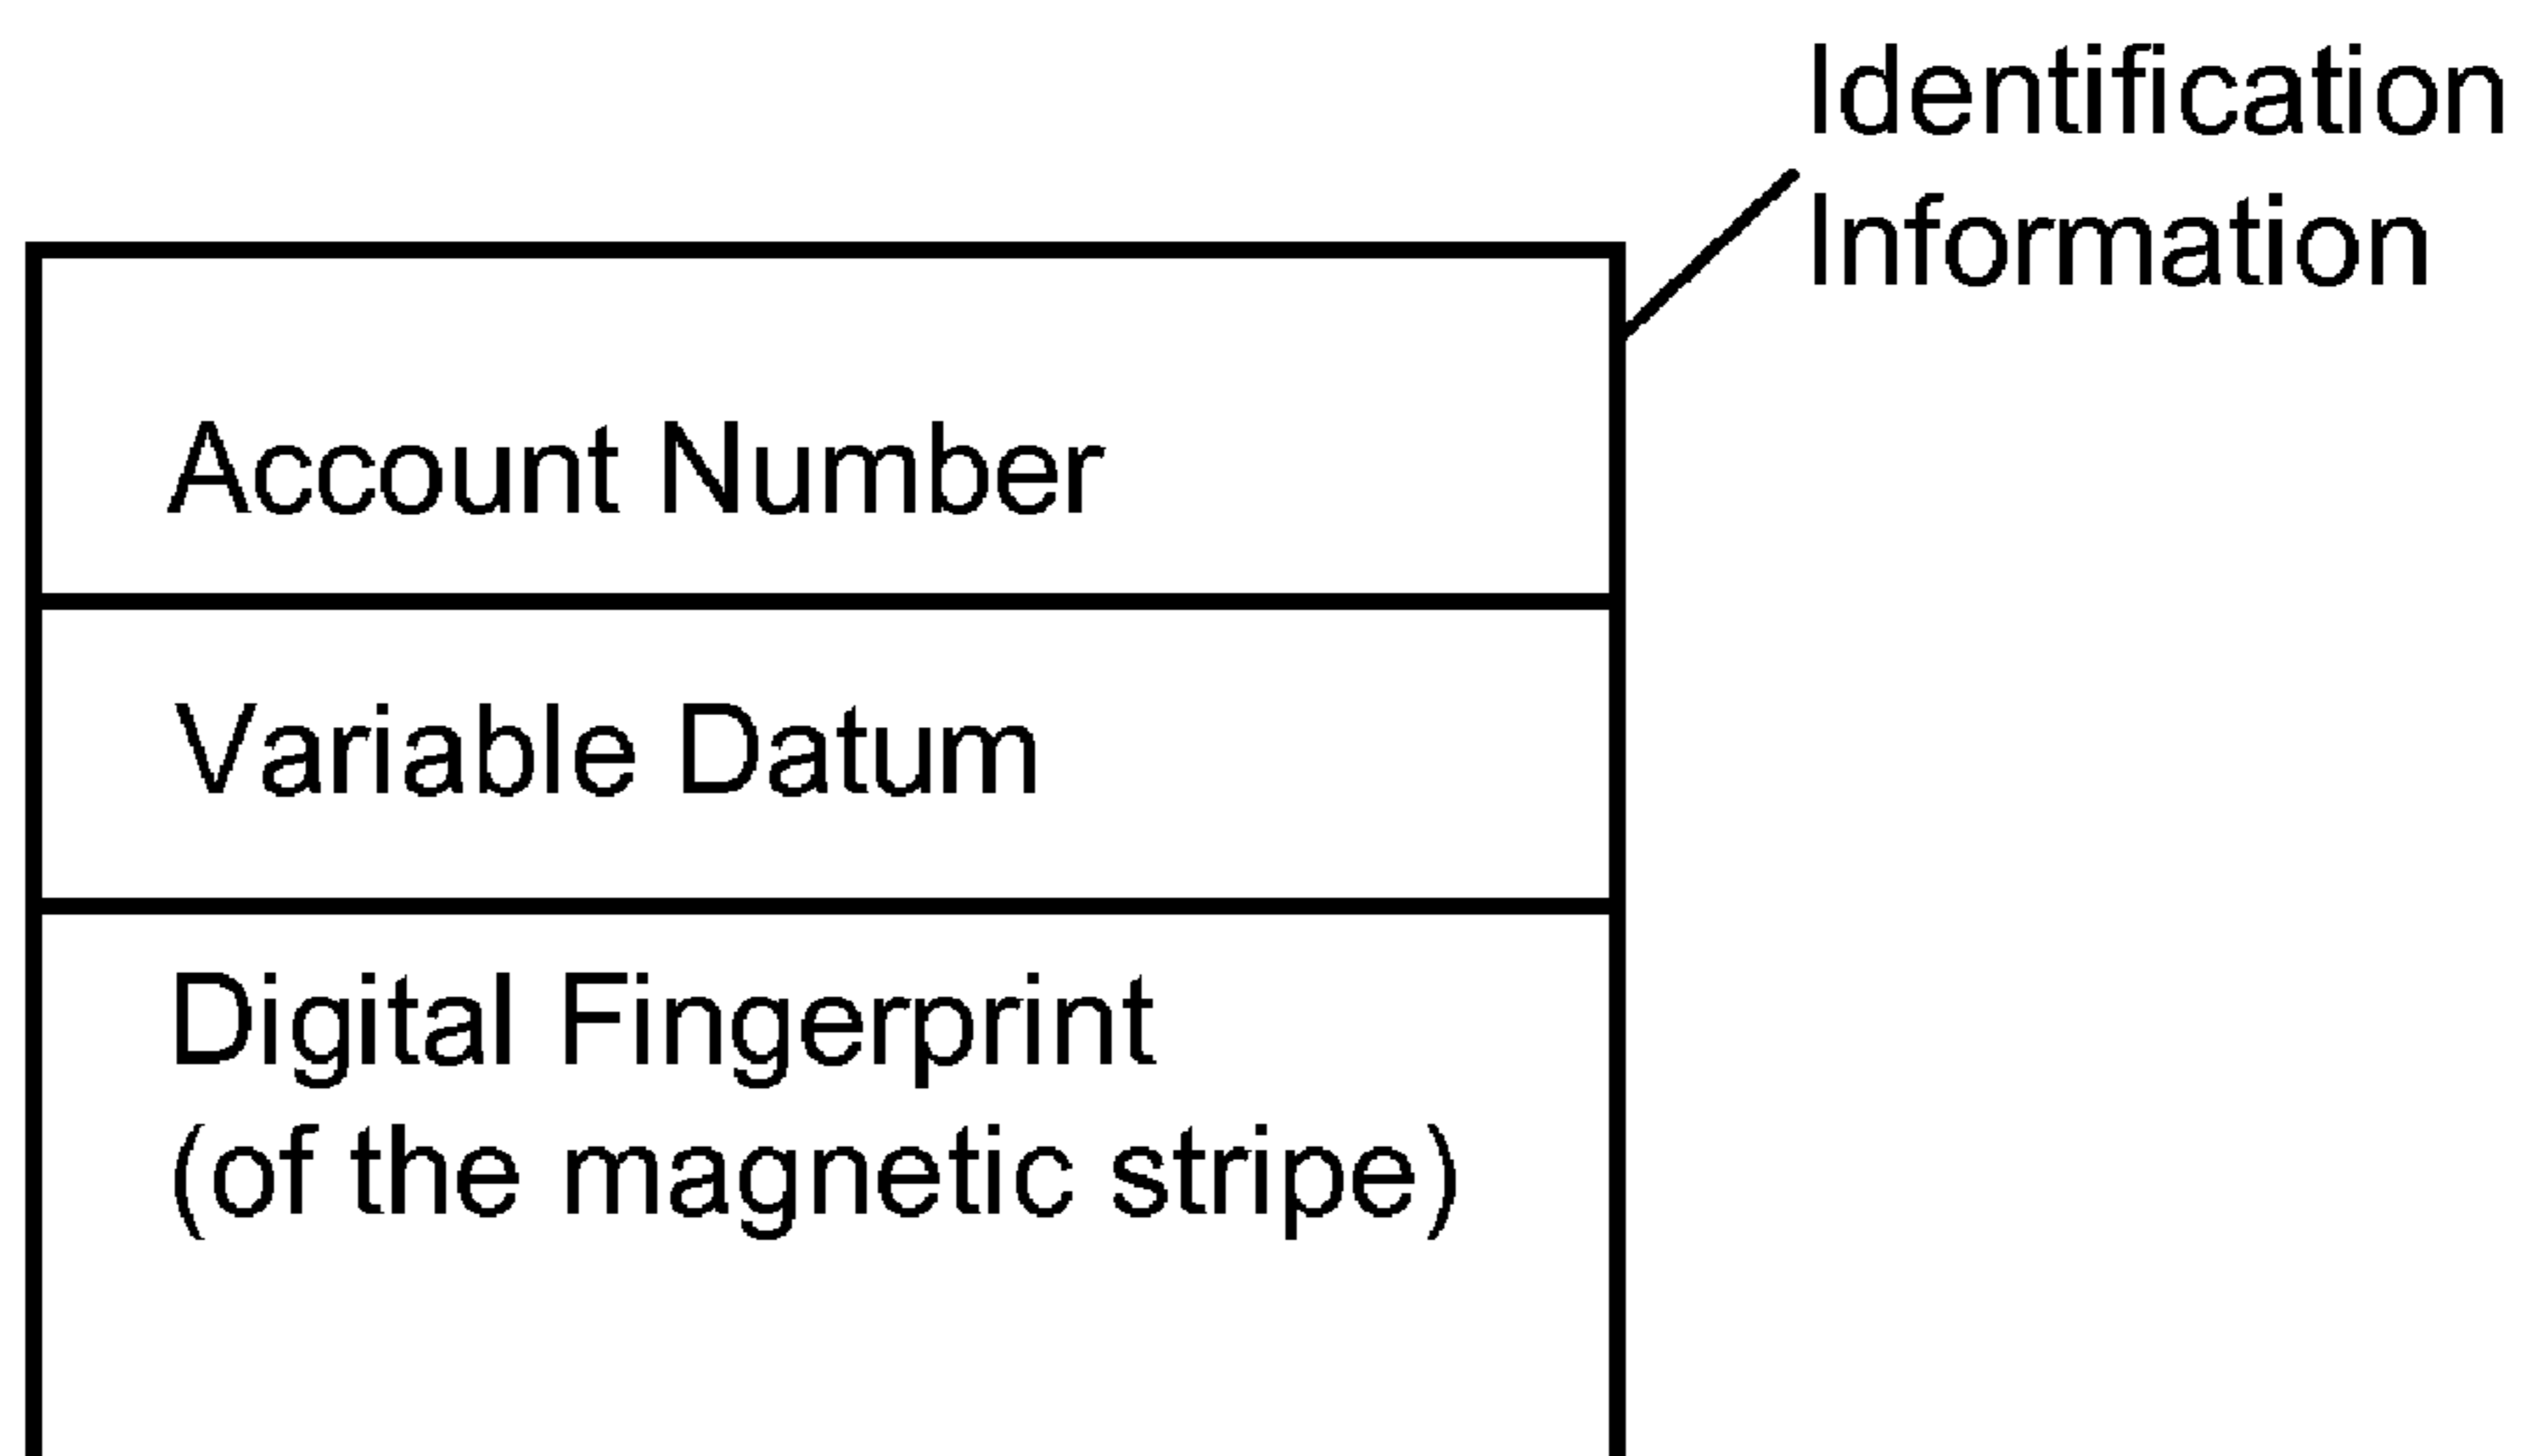 Identification
Information
Account Number
Variable Datum
Digital Fingerprint
(of the magnetic stripe)